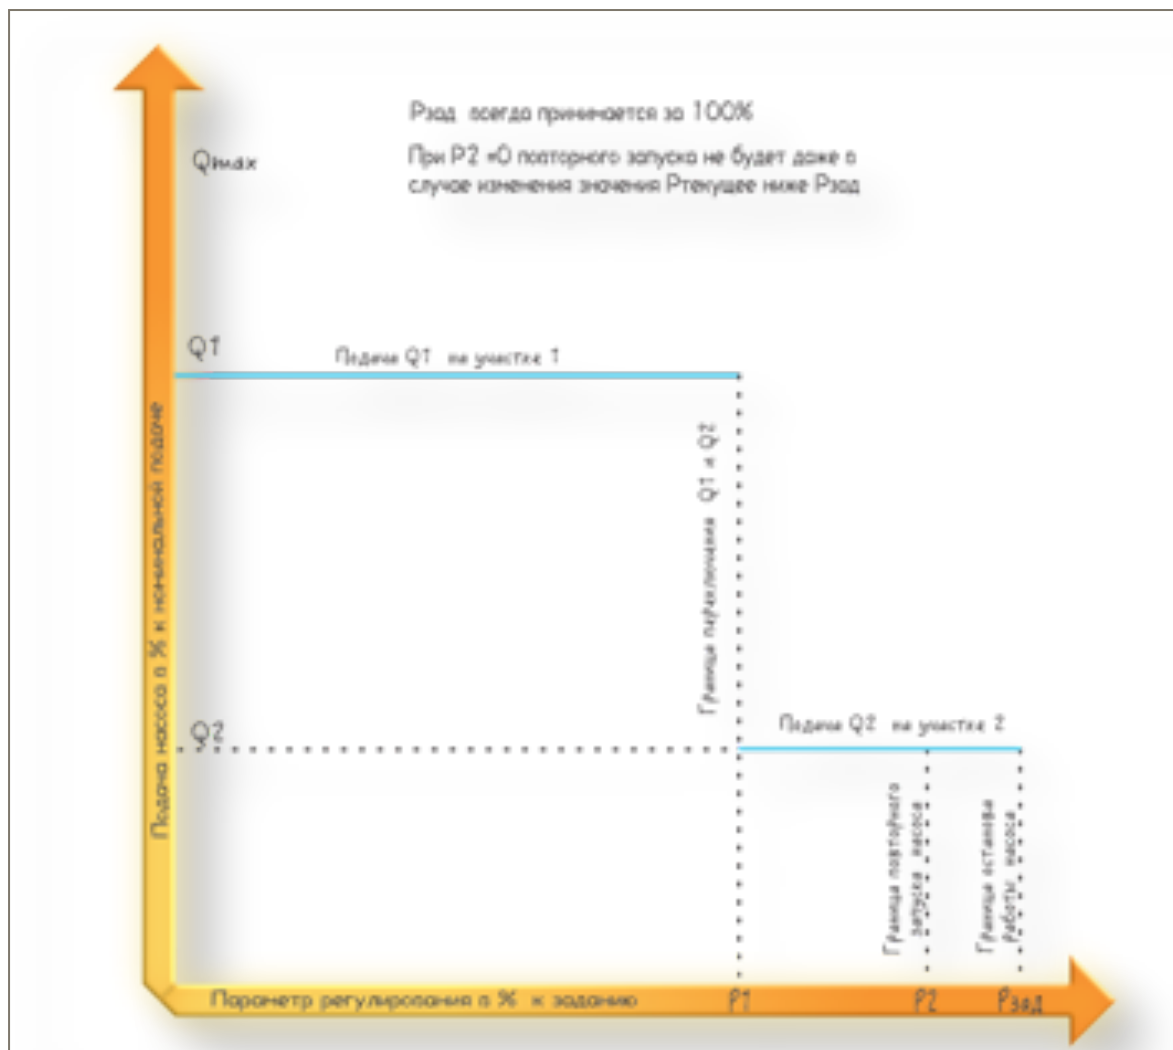 Рзад всегда принимается за 100%
При Р2 =0 повторного запуска не будет даже в
случае изменения значения Ртекущее ниже Рзад
Qmax
Q1
Подача Q1 на участке 1
Граница переключения Q1 и Q2
Подача насоса в % к номинальной подаче
Q2
Подача Q2 на участке 2
Граница повторного
запуска насоса
Граница останова
работы насоса
Параметр регулирования в % к заданию
Р1
Р2
Рзад